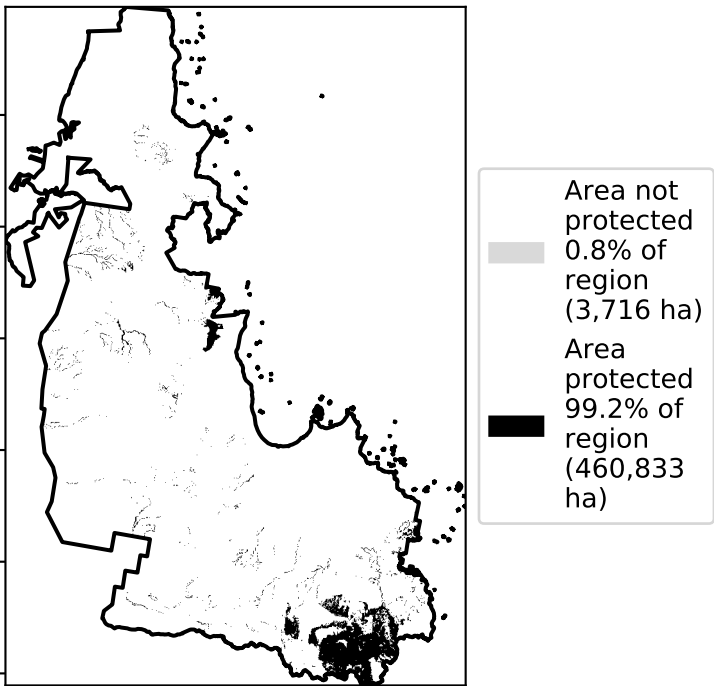 Area not
protected
0.8% of
region
(3,716 ha)
Area
protected
99.2% of
region
(460,833
ha)